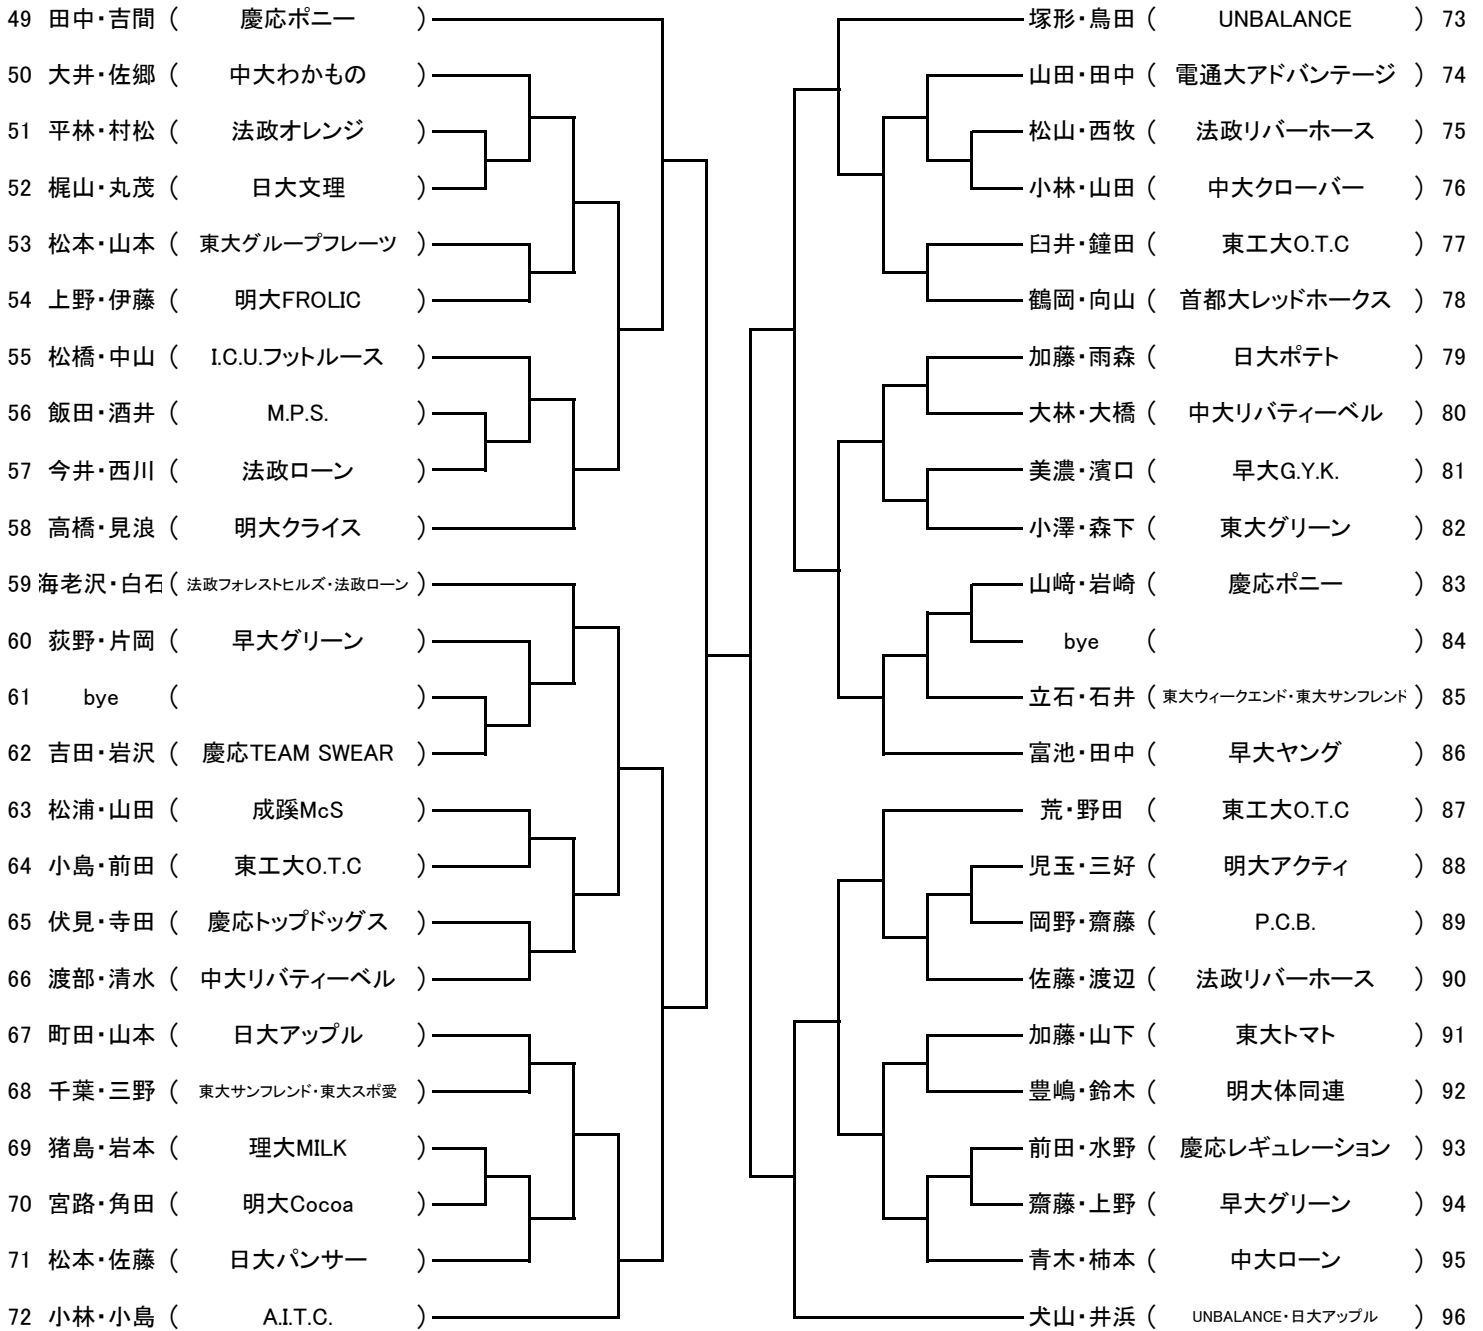 49 田中・吉間 ( 慶応ポニー )
50 大井・佐郷 ( 中大わかもの )
51 平林・村松 ( 法政オレンジ )
52 梶山・丸茂 ( 日大文理 )
53 松本・山本 ( 東大グループフレーツ )
54 上野・伊藤 ( 明大FROLIC )
55 松橋・中山 ( I.C.U.フットルース )
56 飯田・酒井 ( M.P.S. )
57 今井・西川 ( 法政ローン )
58 高橋・見浪 ( 明大クライス )
59 海老沢・白石 ( 法政フォレストヒルズ・法政ローン )
60 荻野・片岡 ( 早大グリーン )
61 bye ( )
62 吉田・岩沢 ( 慶応TEAM SWEAR )
63 松浦・山田 ( 成蹊McS )
64 小島・前田 ( 東工大O.T.C )
65 伏見・寺田 ( 慶応トップドッグス )
66 渡部・清水 ( 中大リバティーベル )
67 町田・山本 ( 日大アップル )
68 千葉・三野 ( 東大サンフレンド・東大スポ愛 )
69 猪島・岩本 ( 理大MILK )
70 宮路・角田 ( 明大Cocoa )
71 松本・佐藤 ( 日大パンサー )
72 小林・小島 ( A.I.T.C. )
塚形・鳥田 ( UNBALANCE ) 73
山田・田中 ( 電通大アドバンテージ ) 74
松山・西牧 ( 法政リバーホース ) 75
小林・山田 ( 中大クローバー ) 76
臼井・鐘田 ( 東工大O.T.C ) 77
鶴岡・向山 ( 首都大レッドホークス ) 78
加藤・雨森 ( 日大ポテト ) 79
大林・大橋 ( 中大リバティーベル ) 80
美濃・濱口 ( 早大G.Y.K. ) 81
小澤・森下 ( 東大グリーン ) 82
山﨑・岩崎 ( 慶応ポニー ) 83
bye ( ) 84
立石・石井 ( 東大ウィークエンド・東大サンフレンド ) 85
富池・田中 ( 早大ヤング ) 86
荒・野田 ( 東工大O.T.C ) 87
児玉・三好 ( 明大アクティ ) 88
岡野・齋藤 ( P.C.B. ) 89
佐藤・渡辺 ( 法政リバーホース ) 90
加藤・山下 ( 東大トマト ) 91
豊嶋・鈴木 ( 明大体同連 ) 92
前田・水野 ( 慶応レギュレーション ) 93
齋藤・上野 ( 早大グリーン ) 94
青木・柿本 ( 中大ローン ) 95
犬山・井浜 ( UNBALANCE・日大アップル ) 96